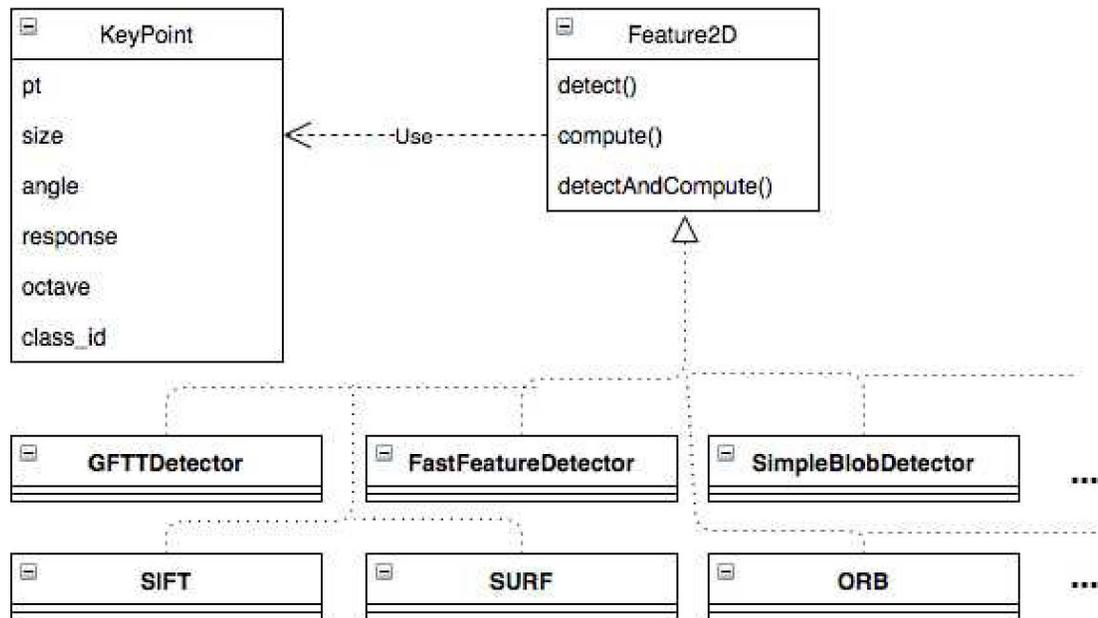 KeyPoint
pt
size
angle
response
octave
class_id
Use
Feature2D
detect()
compute()
detectAndCompute()
GFTTDetector
FastFeatureDetector
SimpleBlobDetector
...
SIFT
SURF
ORB
...